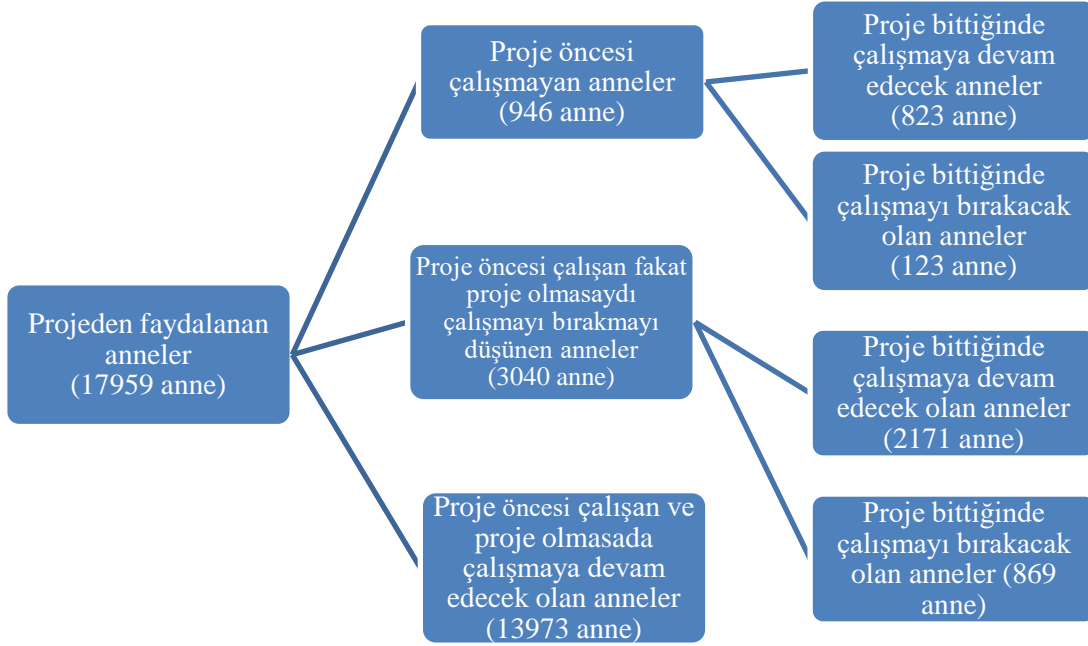 Projeden faydalanan
anneler
(17959 anne)
Proje öncesi
çalışmayan anneler
(946 anne)
Proje bittiğinde
çalışmaya devam
edecek anneler
(823 anne)
Proje bittiğinde
çalışmayı bırakacak
olan anneler
(123 anne)
Proje öncesi çalışan fakat
proje olmasaydı
çalışmayı bırakmayı
düşünen anneler
(3040 anne)
Proje bittiğinde
çalışmaya devam
edecek olan anneler
(2171 anne)
Proje bittiğinde
çalışmayı bırakacak
olan anneler (869
anne)
Proje öncesi çalışan ve
proje olmasada
çalışmaya devam
edecek olan anneler
(13973 anne)